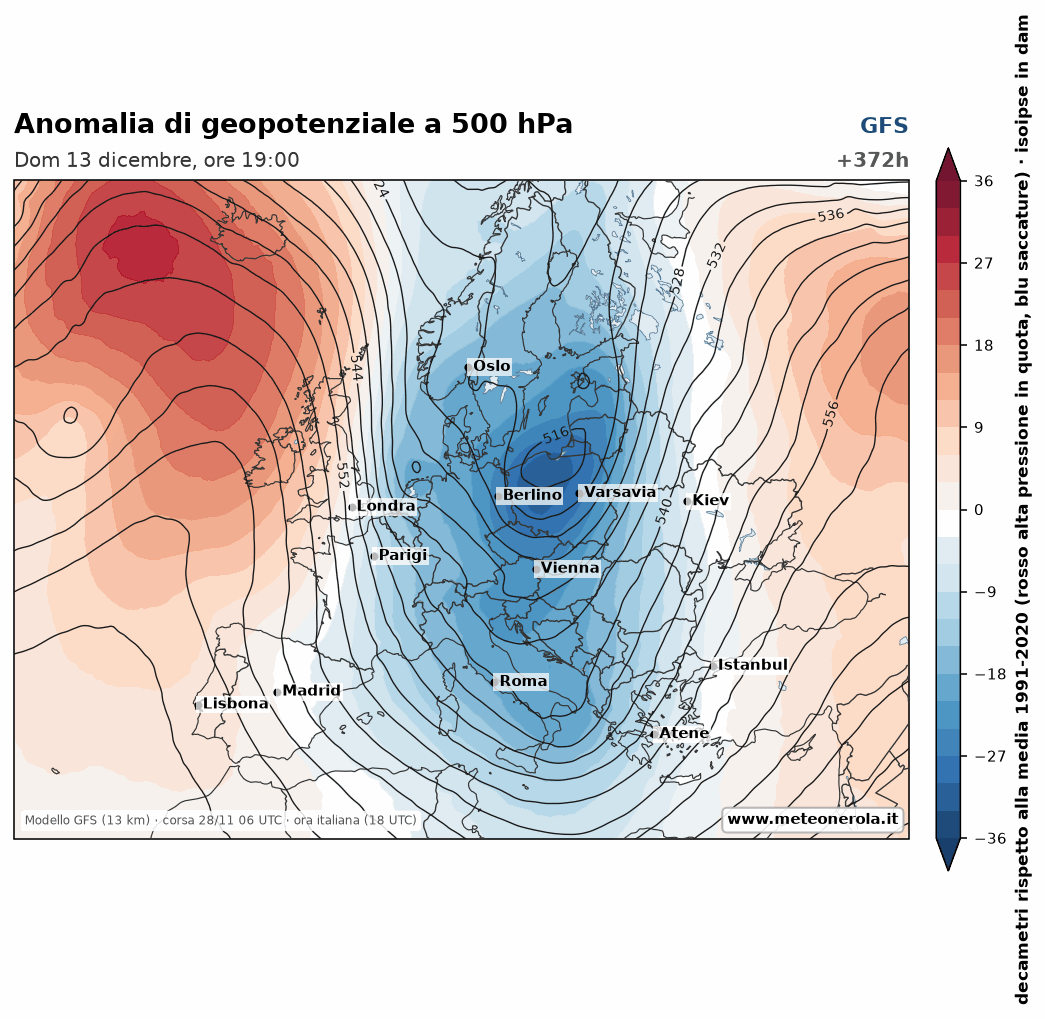 Anomalia di geopotenziale a 500 hPa
GFS
Dom 13 dicembre, ore 19:00
+372h
24
536
532
528
544
556
516
552
540
Oslo
Berlino
Varsavia
Kiev
Londra
Parigi
Vienna
Roma
Istanbul
Madrid
Lisbona
Atene
Modello GFS (13 km) · corsa 28/11 06 UTC · ora italiana (18 UTC)
www.meteonerola.it
36
27
18
9
0
−9
−18
−27
−36
decametri rispetto alla media 1991-2020 (rosso alta pressione in quota, blu saccature) · isoipse in dam